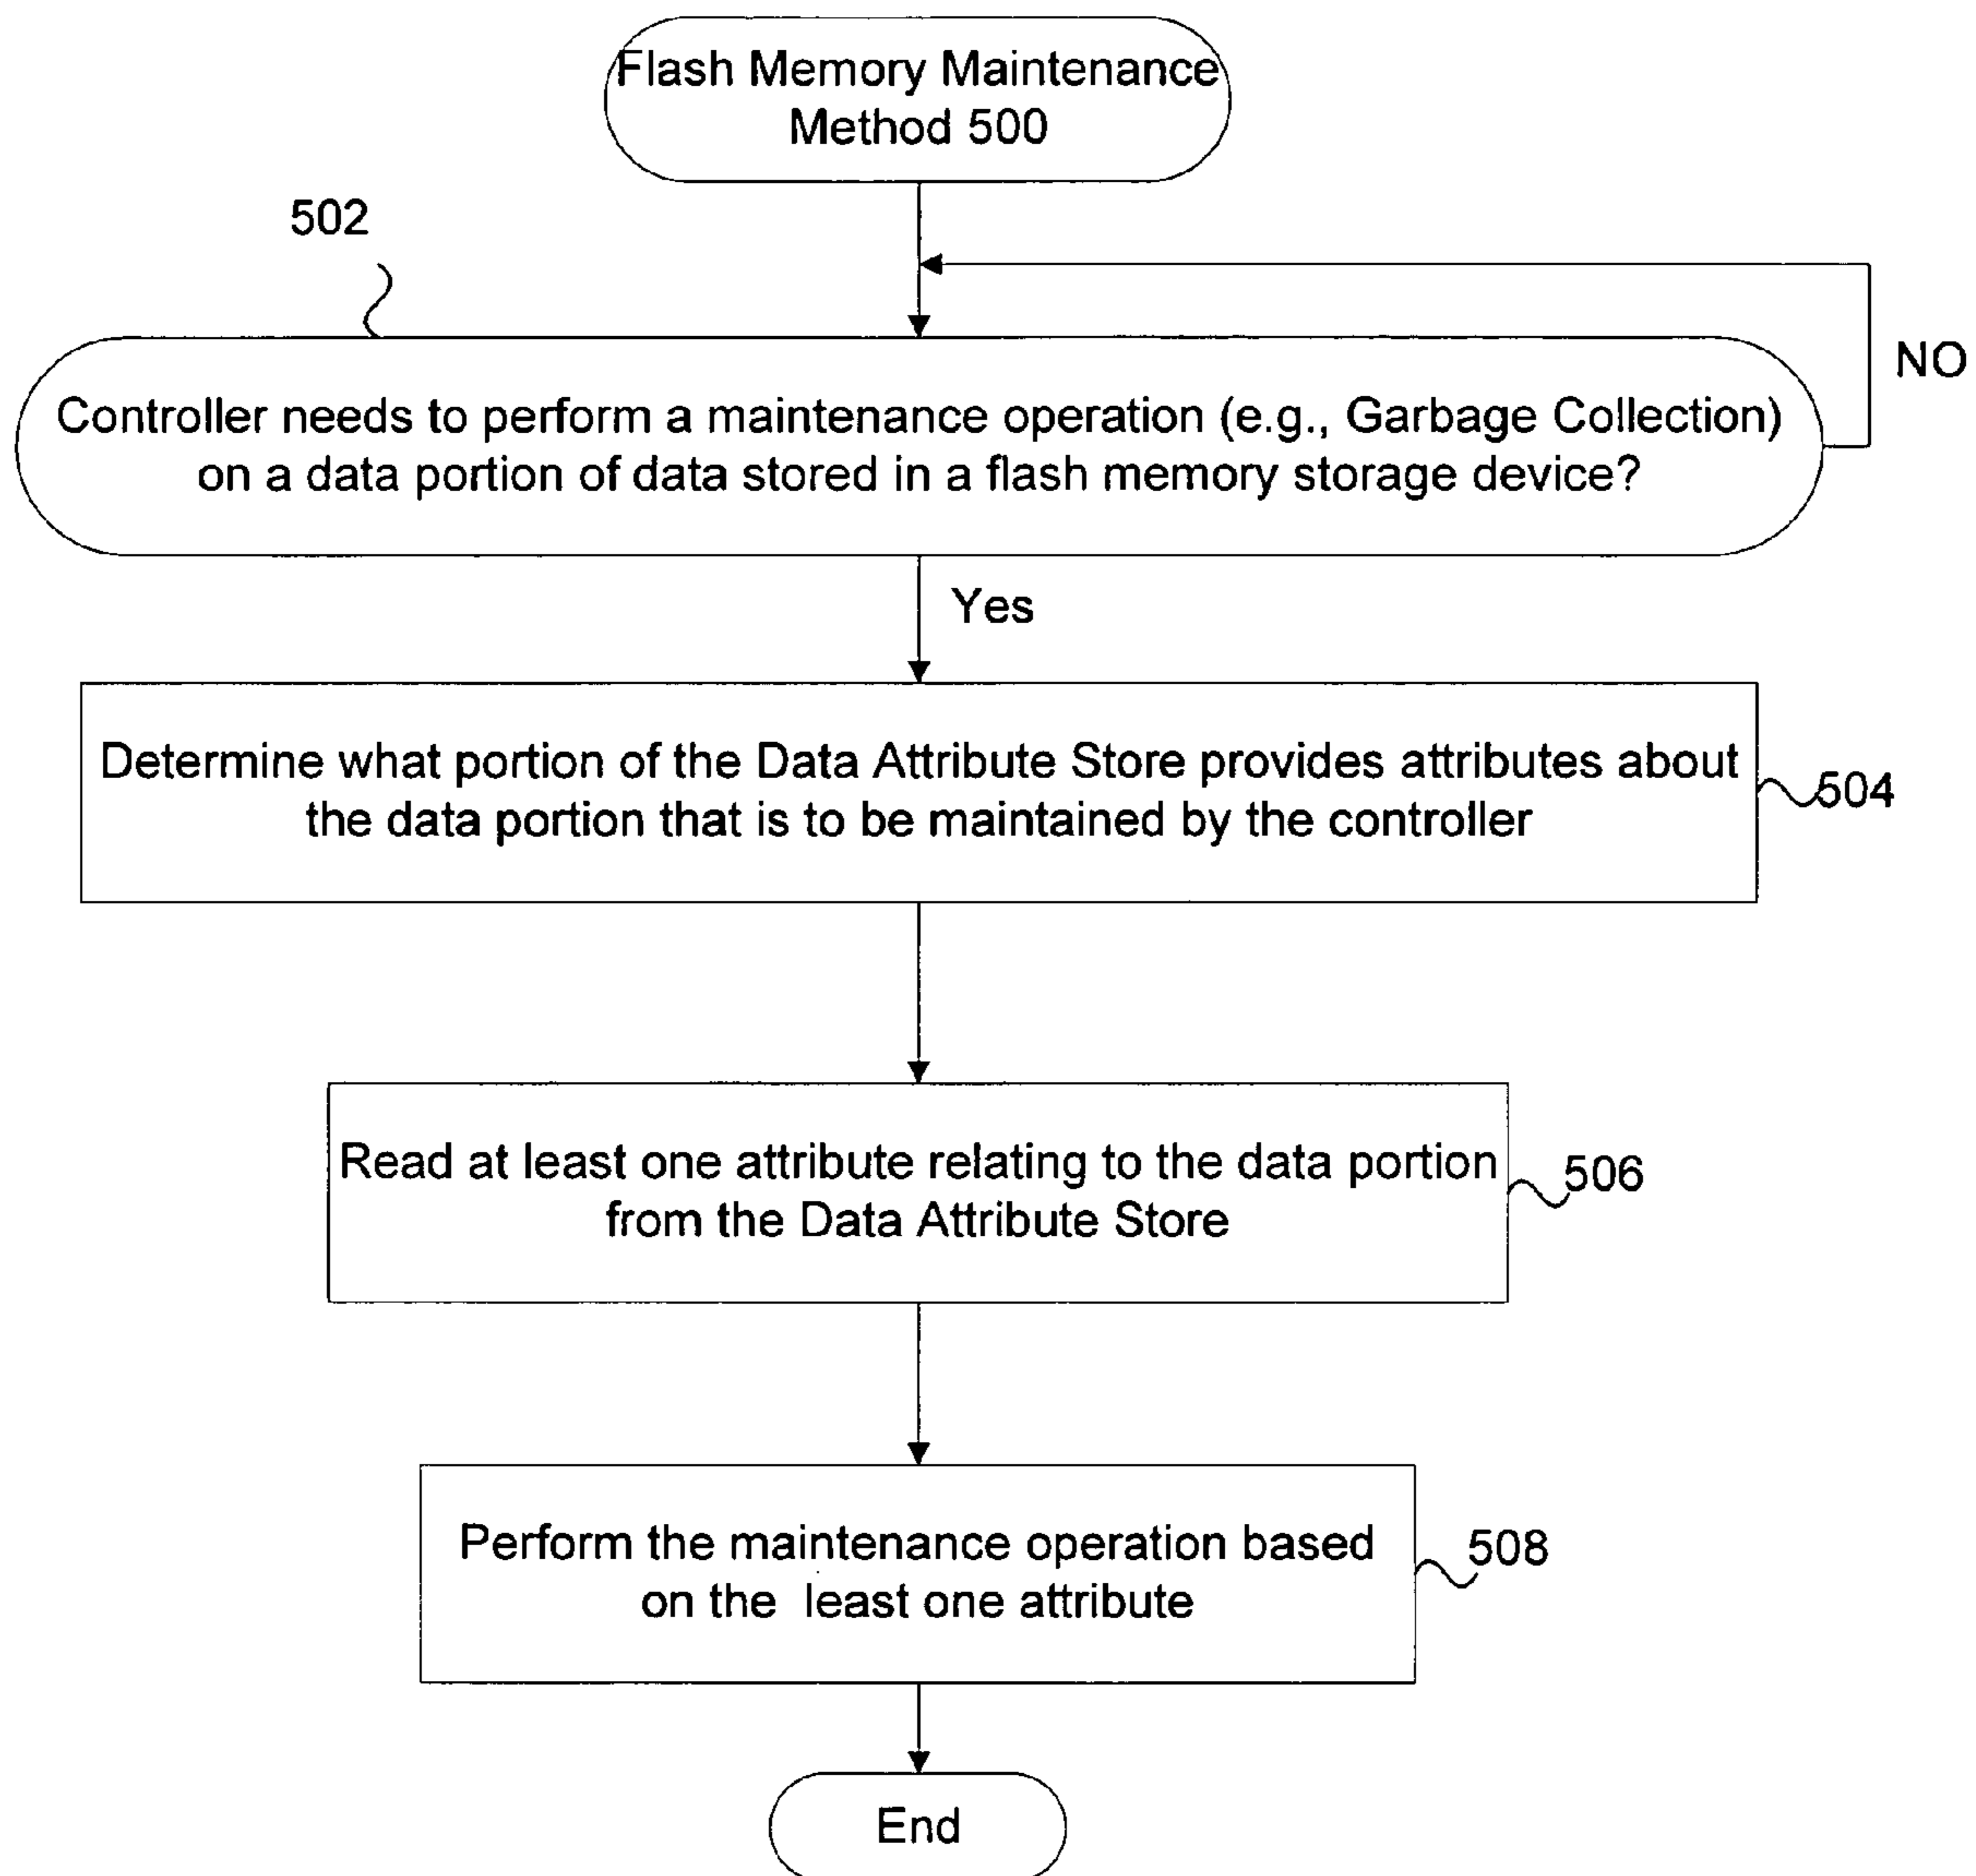 Flash Memory Maintenance
Method 500
502
NO
Controller needs to perform a maintenance operation (e.g., Garbage Collection)
on a data portion of data stored in a flash memory storage device?
Yes
Determine what portion of the Data Attribute Store provides attributes about
the data portion that is to be maintained by the controller
504
Read at least one attribute relating to the data portion
from the Data Attribute Store
506
Perform the maintenance operation based
on the least one attribute
508
End